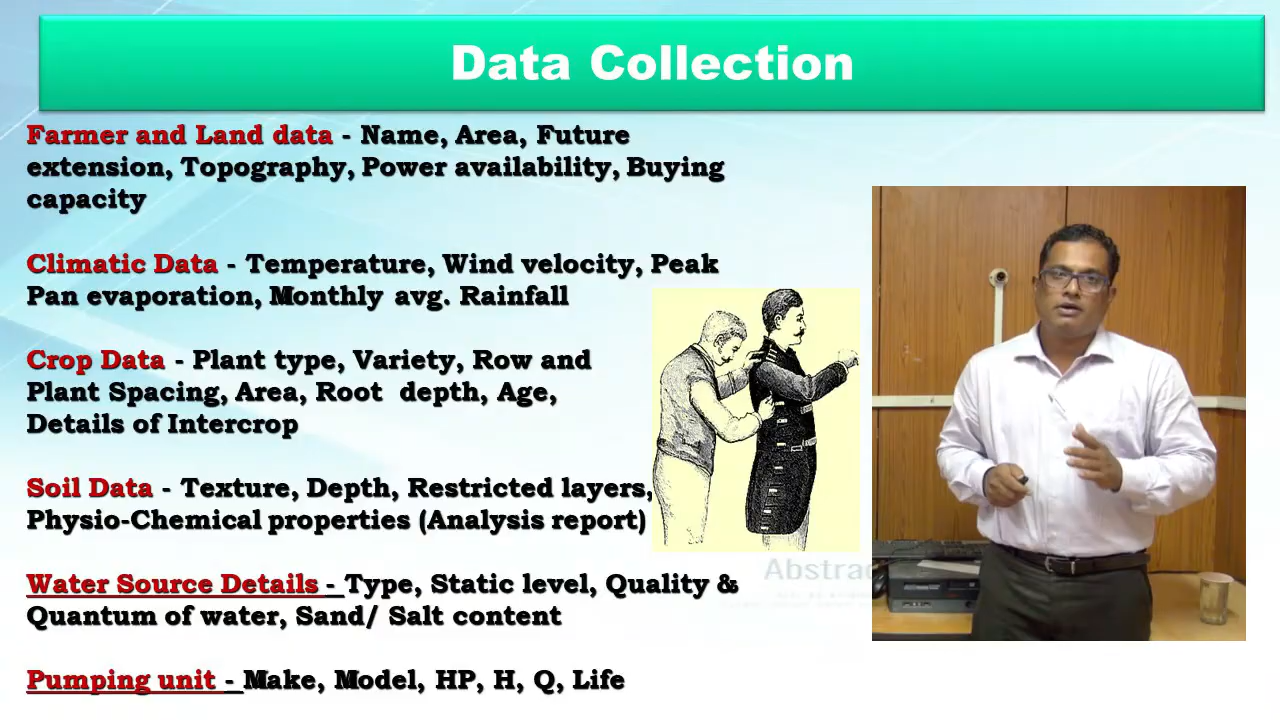 Data Collection
Farmer and Land data - Name, Area, Future
extension, Topography, Power availability, Buying
capacity
Climatic Data - Temperature, Wind velocity, Peak
Pan evaporation, Monthly avg. Rainfall
Crop Data - Plant type, Variety, Row and
Plant Spacing, Area, Root depth, Age,
Details of Intercrop
Soil Data - Texture, Depth, Restricted layers,
Physio-Chemical properties (Analysis report)
Water Source Details - Type, Static level, Quality &
Quantum of water, Sand/ Salt content
Pumping unit - Make, Model, HP, H, Q, Life